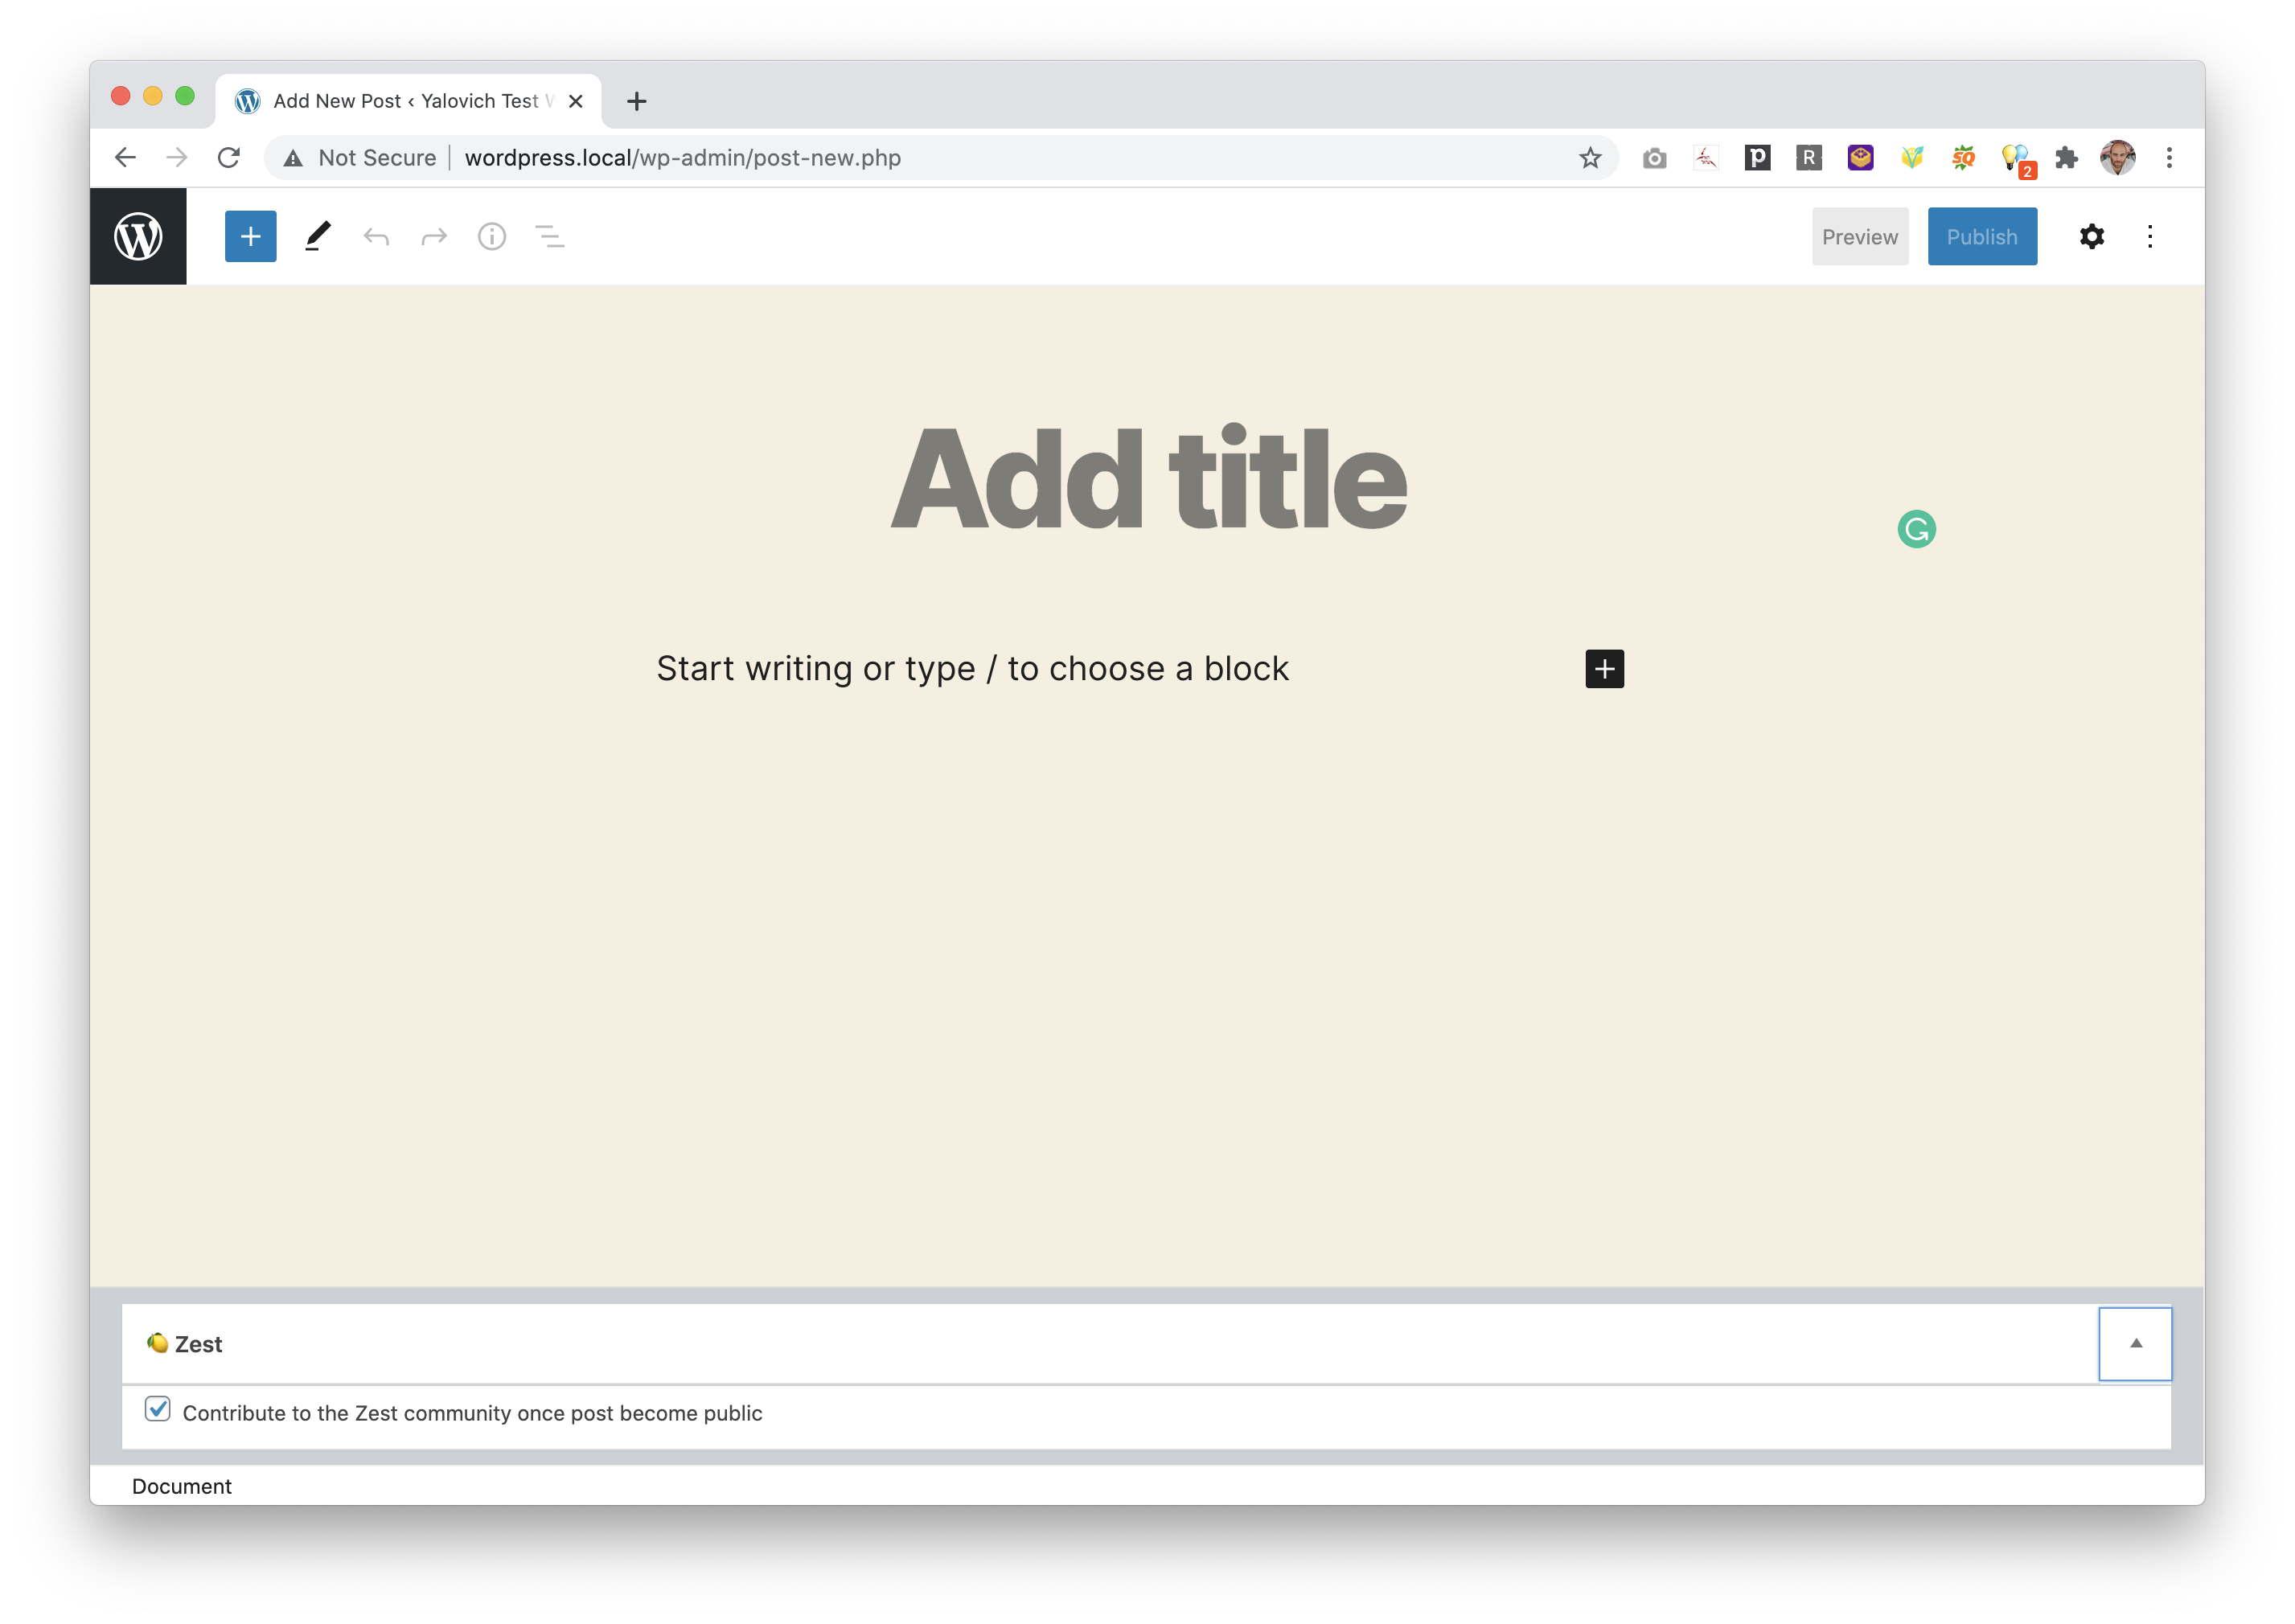 Add New Post ‹ Yalovich Test W
Not Secure | wordpress.local/wp-admin/post-new.php
2
Preview
Publish
Add title
Start writing or type / to choose a block
Zest
Contribute to the Zest community once post become public
Document